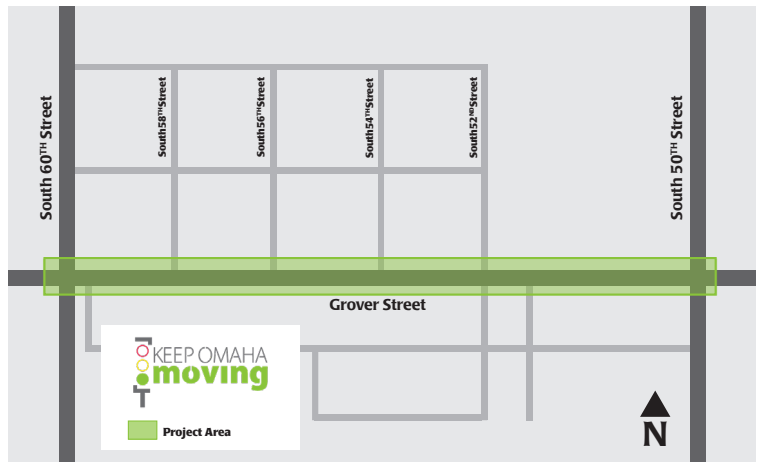 South 60TH Street
South58THStreet
South56THStreet
South54THStreet
South52NDStreet
South 50TH Street
Grover Street
KEEP OMAHA
moving
Project Area
N